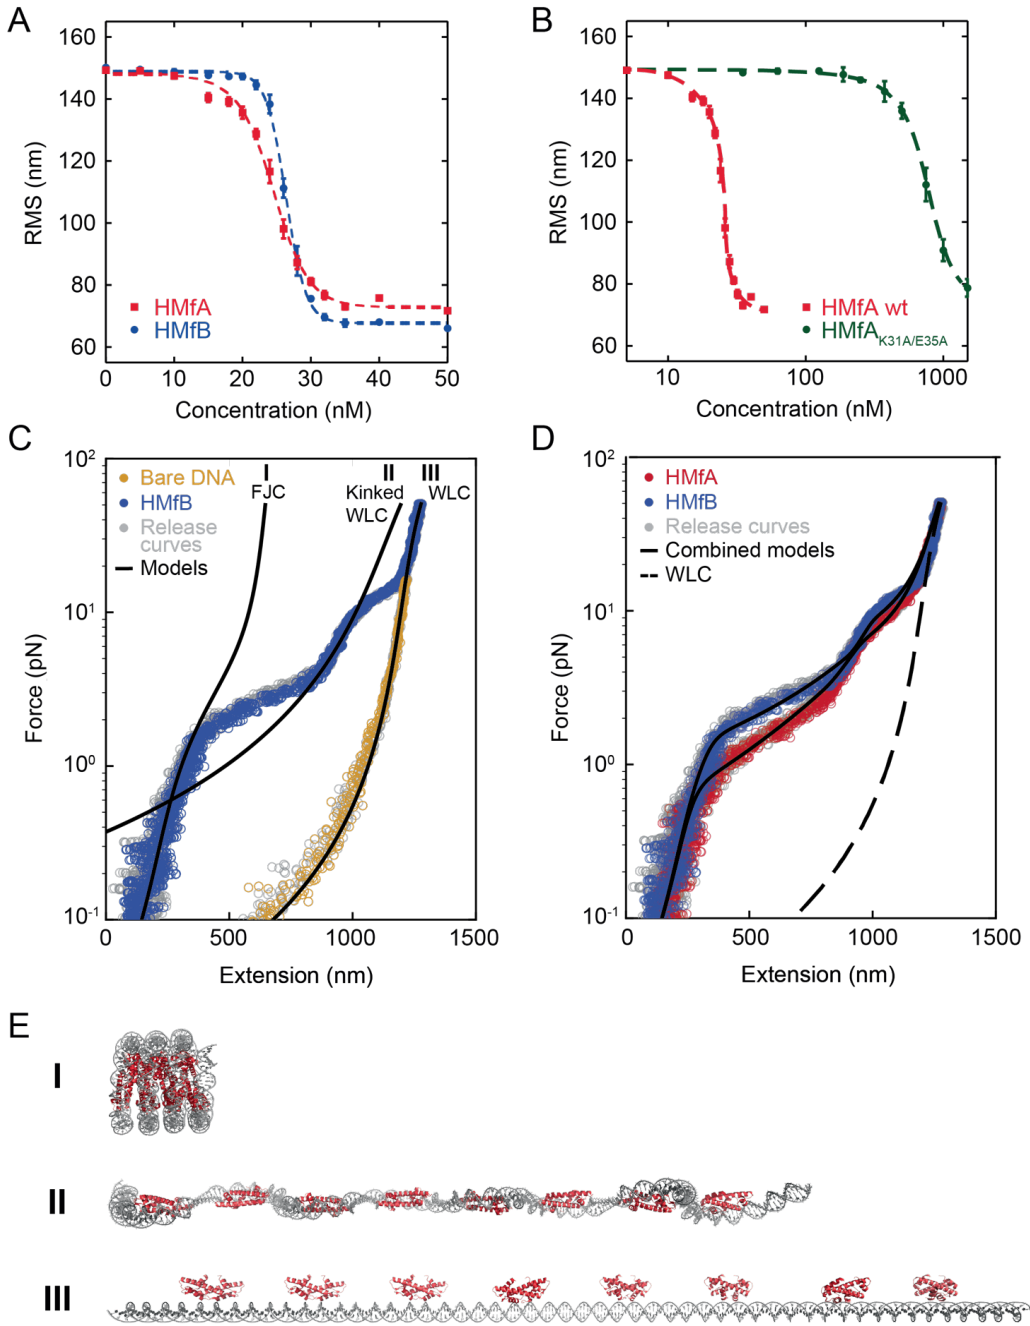 A
160
140
120
100
80
60
RMS (nm)
HMfA
HMfB
0 10 20 30 40 50
Concentration (nM)
B
160
140
120
100
80
60
RMS (nm)
HMfA wt
HMfA K31A/E35A
10 100 1000
Concentration (nM)
C
10²
10¹
10⁰
10⁻¹
Force (pN)
Bare DNA
HMfB
Release
curves
Models
I
FJC
II
Kinked
WLC
III
WLC
0 500 1000 1500
Extension (nm)
D
10²
10¹
10⁰
10⁻¹
Force (pN)
HMfA
HMfB
Release curves
Combined models
WLC
0 500 1000 1500
Extension (nm)
E
I
II
III